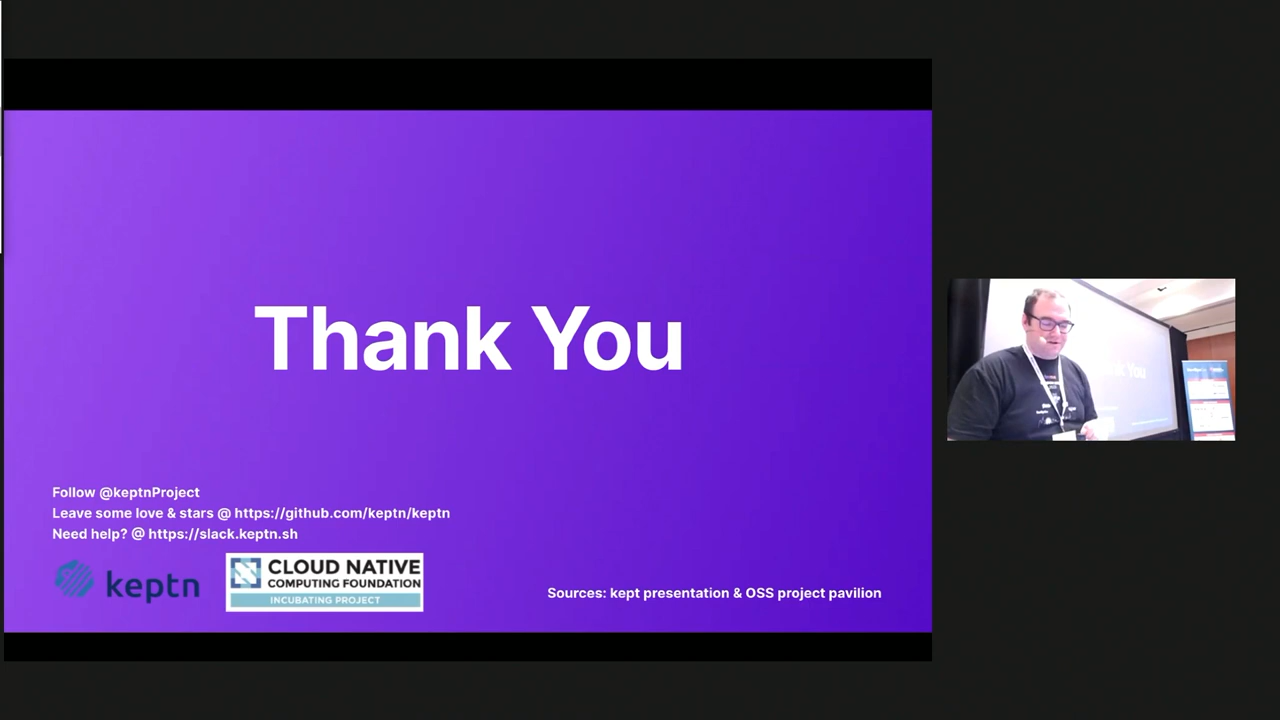 Thank You
Follow @keptnProject
Leave some love & stars @ https://github.com/keptn/keptn
Need help? @ https://slack.keptn.sh
keptn
CLOUD NATIVE
COMPUTING FOUNDATION
INCUBATING PROJECT
Sources: kept presentation & OSS project pavilion